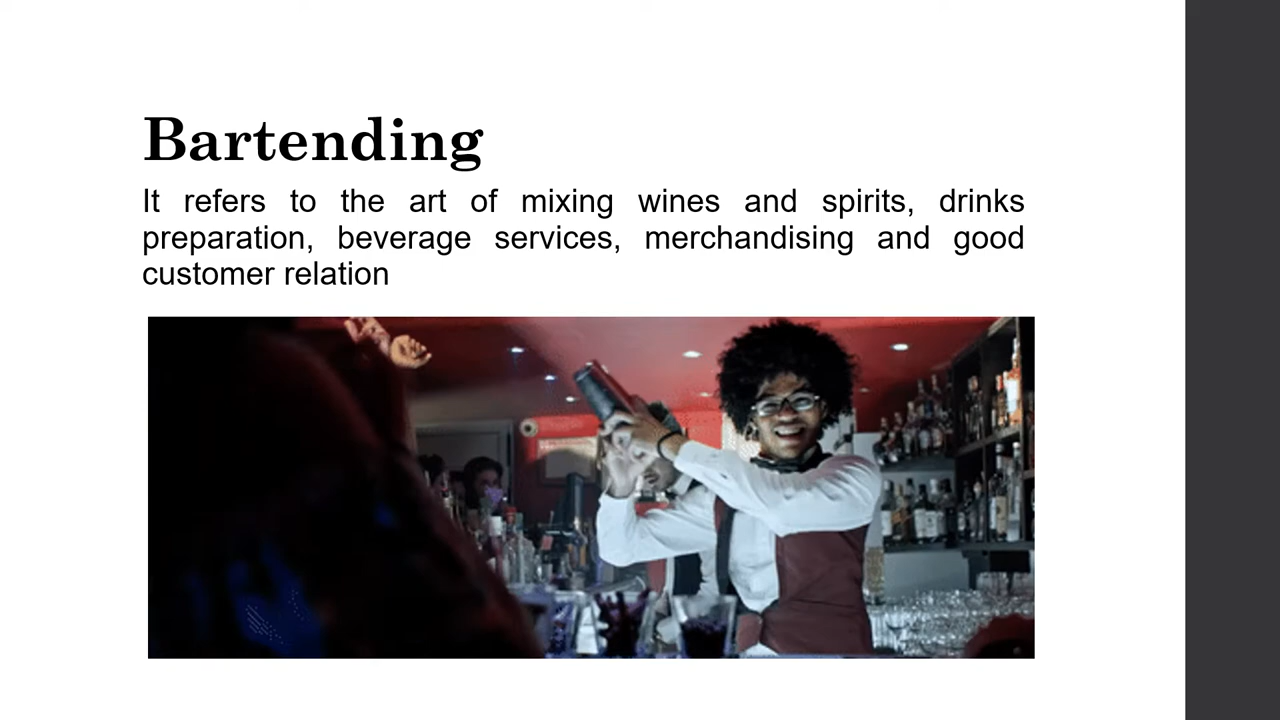 Bartending
It refers to the art of mixing wines and spirits, drinks
preparation, beverage services, merchandising and good
customer relation